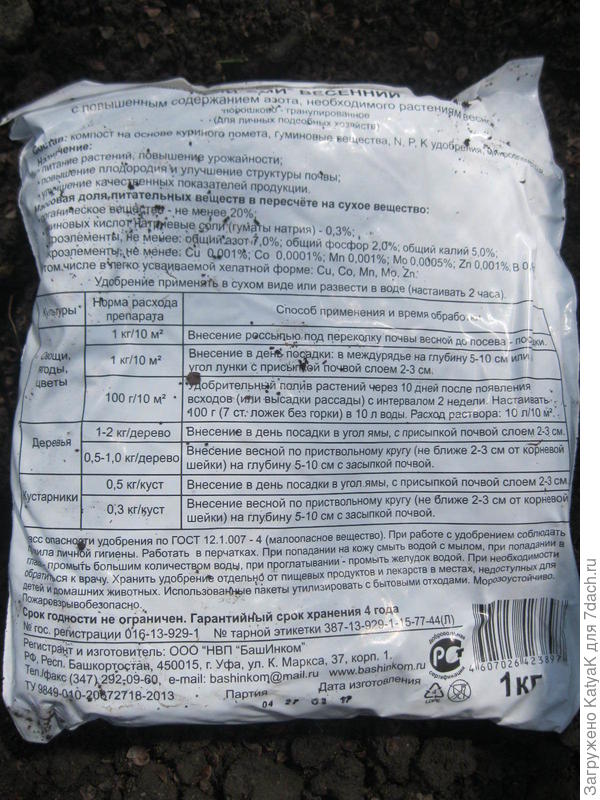 ВЕСЕННИЙ
с повышенным содержанием азота, необходимого растениям весной
порошковое, гранулированное
(Для личных подсобных хозяйств)
Состав: компост на основе куриного помета, гуминовые вещества, N, P, K удобрения,
Назначение:
питание растений, повышение урожайности;
повышение плодородия и улучшение структуры почвы;
улучшение качественных показателей продукции.
Массовая доля питательных веществ в пересчёте на сухое вещество:
органическое вещество - не менее 20%;
кислот натриевые соли (гуматы натрия) - 0,3%;
не менее: общий азот 7,0%; общий фосфор 2,0%; общий калий 5,0%
не менее: Cu 0,001%; Co 0,0001%; Mn 0,001%; Mo 0,0005%; Zn 0,001%, B
том числе в легко усваиваемой хелатной форме: Cu, Co, Mn, Mo, Zn.
Удобрение применять в сухом виде или развести в воде (настаивать 2 часа).
Культуры
Норма расхода препарата
Способ применения и время обработки
Овощи, ягоды, цветы
1 кг/10 м²
Внесение россыпью под перекопку почвы весной до посева - посадки.
1 кг/10 м²
Внесение в день посадки: в междурядье на глубину 5-10 см или
угол лунки с присыпкой почвой слоем 2-3 см.
100 г/10 м²
Удобрительный полив растений через 10 дней после появления
всходов (или высадки рассады) с интервалом 2 недели. Настаивать
100 г (7 ст. ложек без горки) в 10 л воды. Расход раствора: 10 л/10 м².
Деревья
1-2 кг/дерево
Внесение в день посадки в угол ямы, с присыпкой почвой слоем 2-3 см.
0,5-1,0 кг/дерево
Внесение весной по приствольному кругу (не ближе 2-3 см от корневой
шейки) на глубину 5-10 см с засыпкой почвой.
Кустарники
0,5 кг/куст
Внесение в день посадки в угол ямы, с присыпкой почвой слоем 2-3 см.
0,3 кг/куст
Внесение весной по приствольному кругу (не ближе 2-3 см от корневой
шейки) на глубину 5-10 см с засыпкой почвой.
Класс опасности удобрения по ГОСТ 12.1.007 - 4 (малоопасное вещество). При работе с удобрением соблюдать
правила личной гигиены. Работать в перчатках. При попадании на кожу смыть водой с мылом, при попадании в
глаза - промыть большим количеством воды, при проглатывании - промыть желудок водой. При необходимости
обратиться к врачу. Хранить удобрение отдельно от пищевых продуктов и лекарств в местах, недоступных для
детей и домашних животных. Использованные пакеты утилизировать с бытовыми отходами. Морозоустойчиво.
Пожаровзрывобезопасно.
Срок годности не ограничен. Гарантийный срок хранения 4 года
№ гос. регистрации 016-13-929-1 № тарной этикетки 387-13-929-1-15-77-44(П)
Регистрант и изготовитель: ООО "НВП "БашИнком"
РФ, Респ. Башкортостан, 450015, г. Уфа, ул. К. Маркса, 37, корп. 1.
Тел./факс (347) 292-09-60, e-mail: bashinkom@mail.ru www.bashinkom.ru
ТУ 9849-010-20672718-2013 Партия Дата изготовления
04 27 03 17
добровольная
сертификация
4607026423897
1 кг
Загружено KatyaK для 7dach.ru